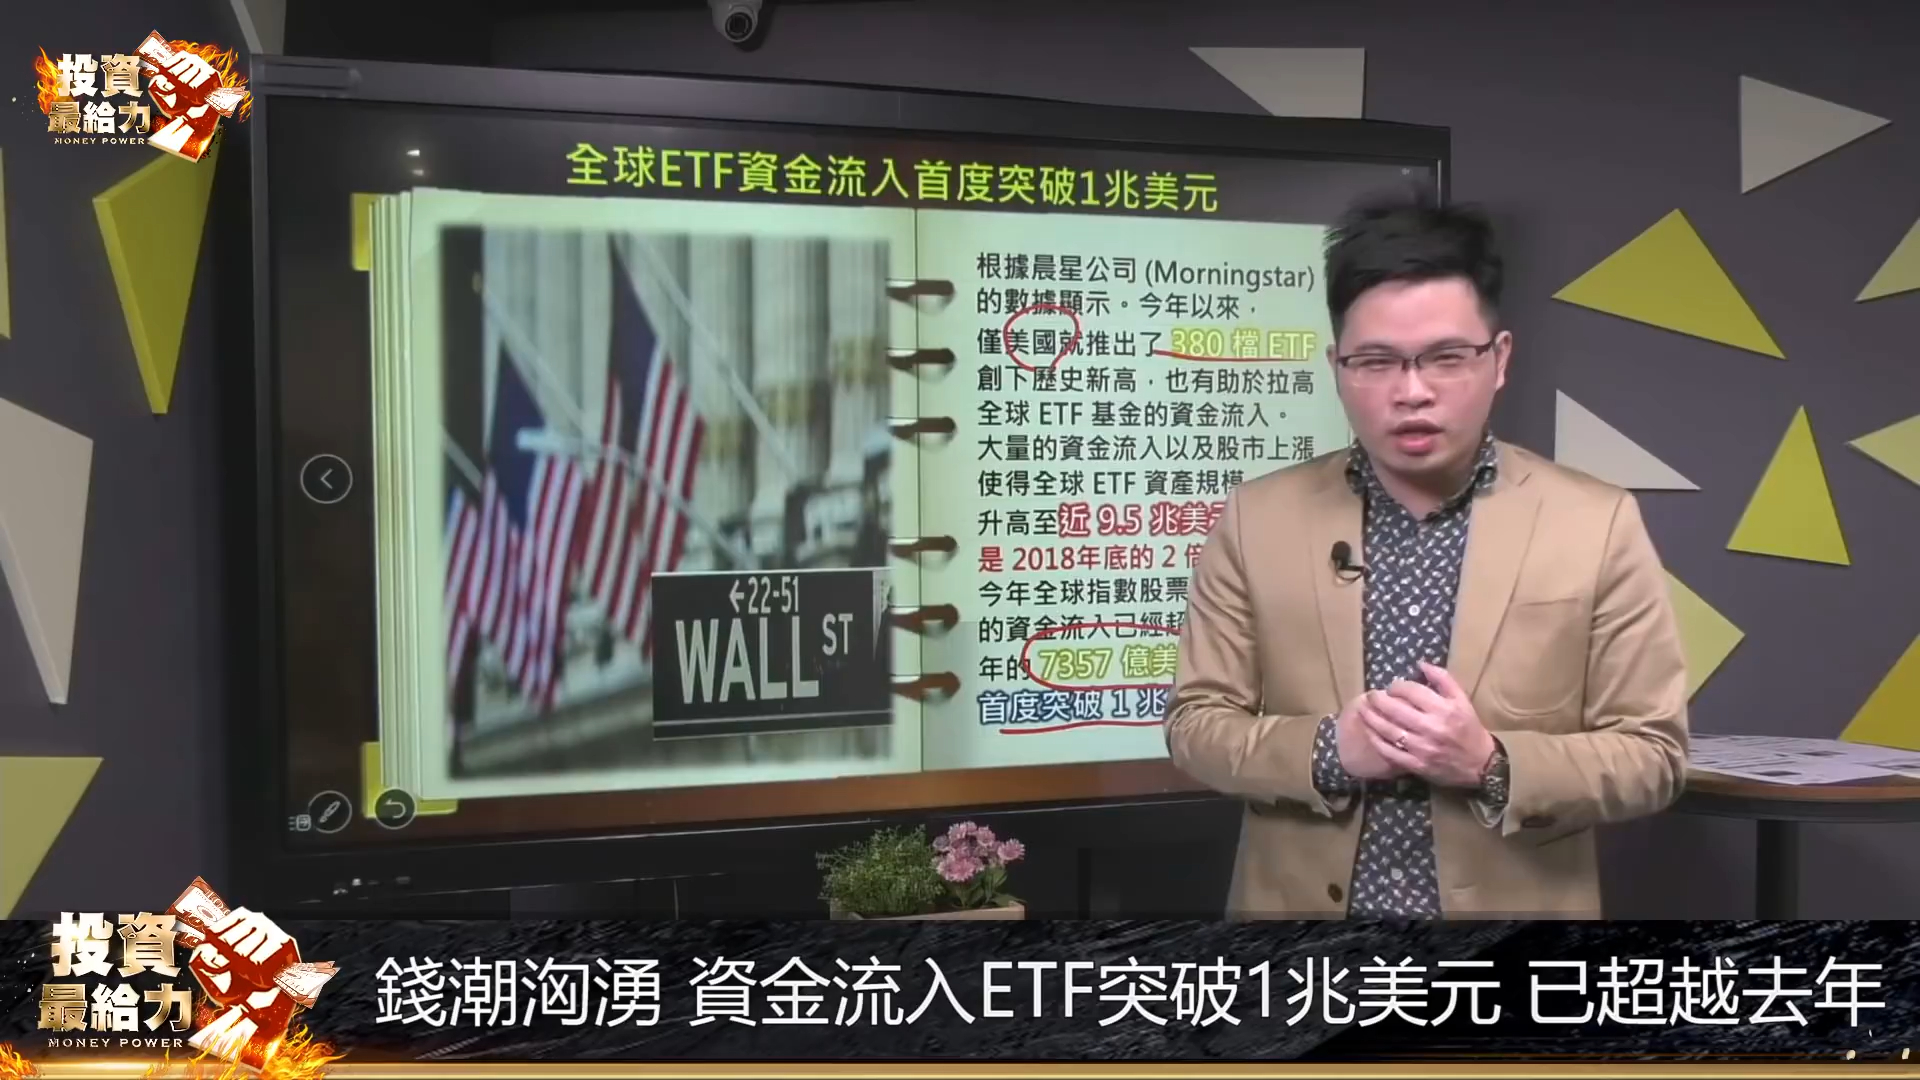 投資
最給力
MONEY POWER
全球ETF資金流入首度突破1兆美元
根據晨星公司 (Morningstar)
的數據顯示。今年以來，
僅美國就推出了 380 檔 ETF
創下歷史新高，也有助於拉高
全球 ETF 基金的資金流入。
大量的資金流入以及股市上漲
使得全球 ETF 資產規模
升高至近 9.5 兆美元
是 2018年底的 2 倍
今年全球指數股票
的資金流入已經超
年的 7357 億美
首度突破 1 兆
←22-51
WALL ST
投資
最給力
MONEY POWER
錢潮洶湧 資金流入ETF突破1兆美元 已超越去年